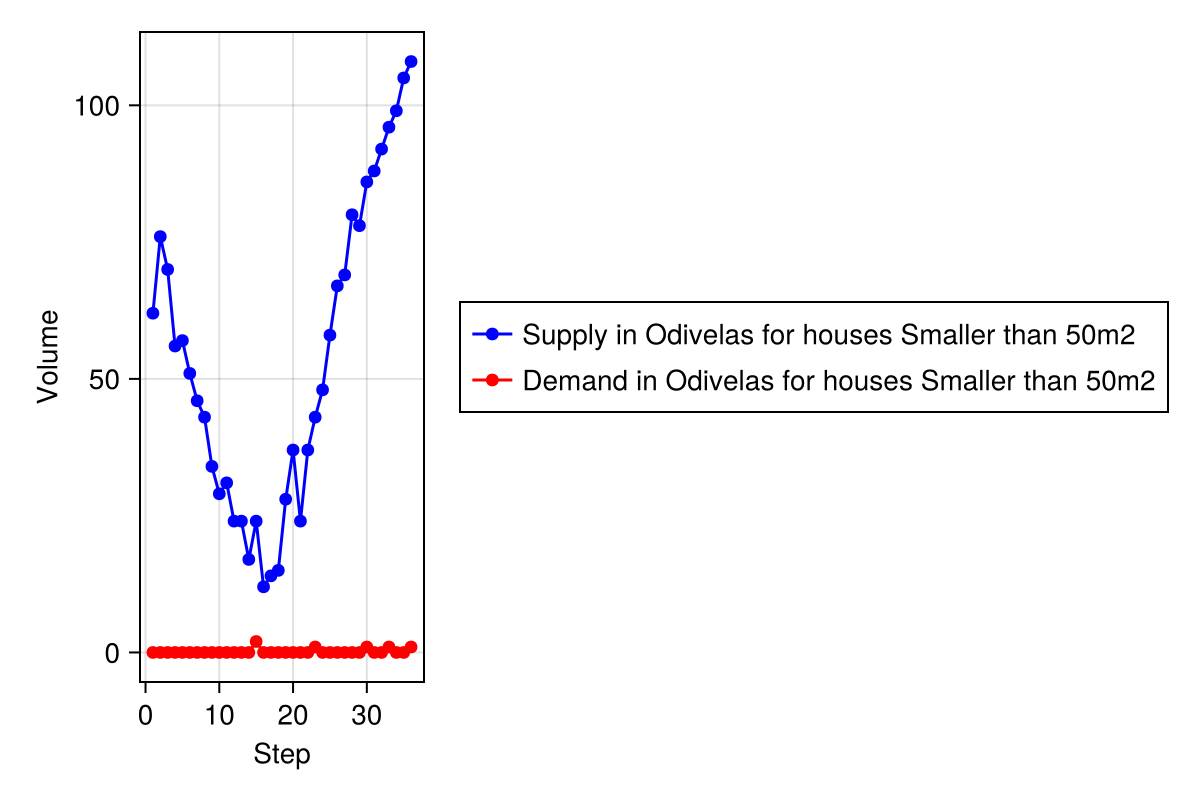 Volume
100
50
0
0 10 20 30
Step
Supply in Odivelas for houses Smaller than 50m2
Demand in Odivelas for houses Smaller than 50m2